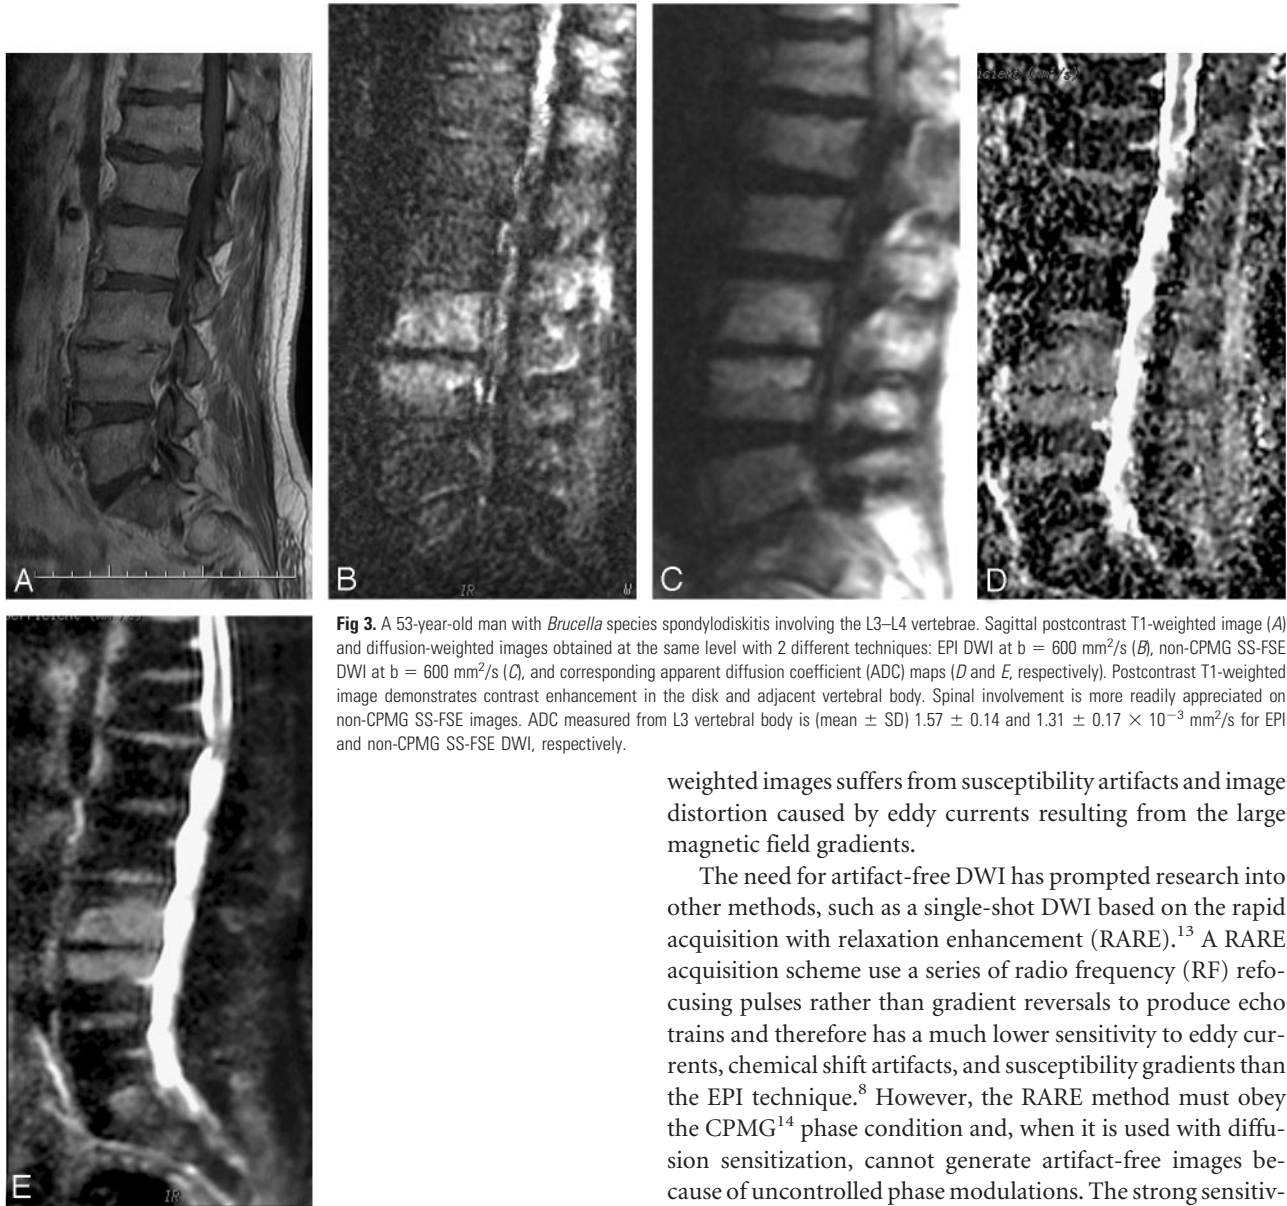 icient (mm²/s)
A
B
IR
W
C
D
Fig 3. A 53-year-old man with Brucella species spondylodiskitis involving the L3–L4 vertebrae. Sagittal postcontrast T1-weighted image (A)
and diffusion-weighted images obtained at the same level with 2 different techniques: EPI DWI at b = 600 mm²/s (B), non-CPMG SS-FSE
DWI at b = 600 mm²/s (C), and corresponding apparent diffusion coefficient (ADC) maps (D and E, respectively). Postcontrast T1-weighted
image demonstrates contrast enhancement in the disk and adjacent vertebral body. Spinal involvement is more readily appreciated on
non-CPMG SS-FSE images. ADC measured from L3 vertebral body is (mean ± SD) 1.57 ± 0.14 and 1.31 ± 0.17 × 10⁻³ mm²/s for EPI
and non-CPMG SS-FSE DWI, respectively.
E
IR
weighted images suffers from susceptibility artifacts and image
distortion caused by eddy currents resulting from the large
magnetic field gradients.
The need for artifact-free DWI has prompted research into
other methods, such as a single-shot DWI based on the rapid
acquisition with relaxation enhancement (RARE).¹³ A RARE
acquisition scheme use a series of radio frequency (RF) refo-
cusing pulses rather than gradient reversals to produce echo
trains and therefore has a much lower sensitivity to eddy cur-
rents, chemical shift artifacts, and susceptibility gradients than
the EPI technique.⁸ However, the RARE method must obey
the CPMG¹⁴ phase condition and, when it is used with diffu-
sion sensitization, cannot generate artifact-free images be-
cause of uncontrolled phase modulations. The strong sensitiv-